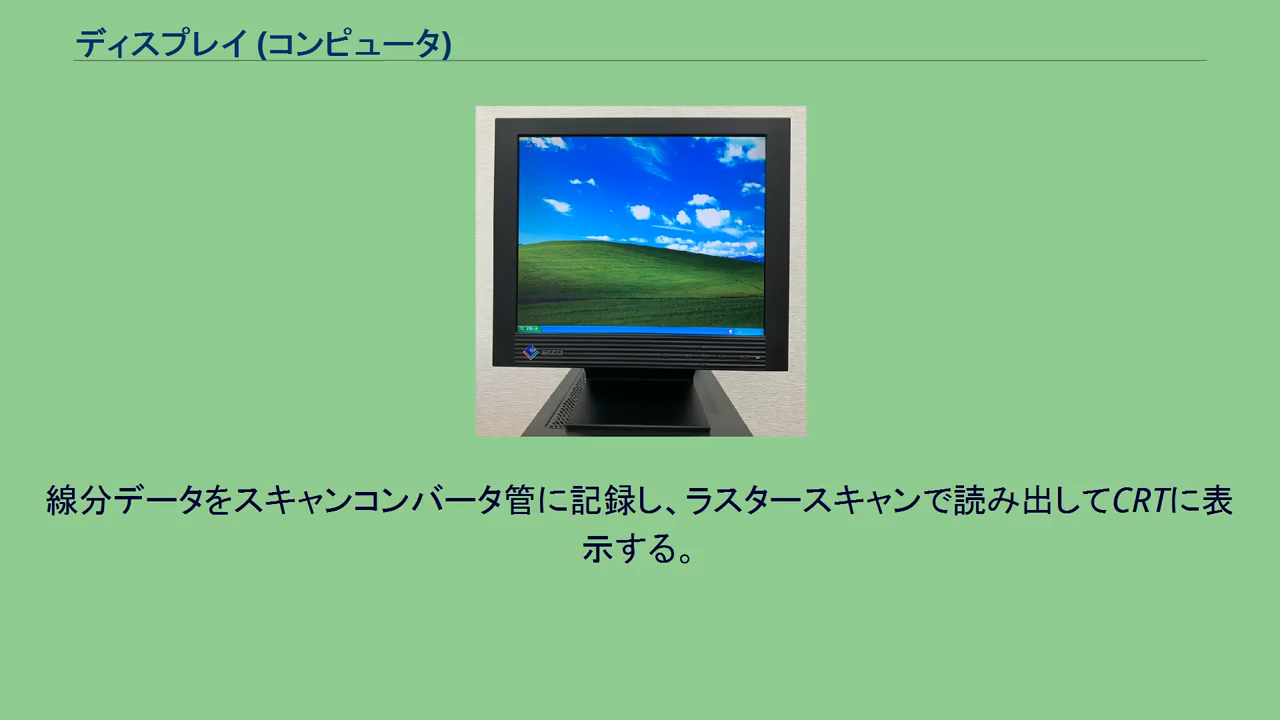 ディスプレイ (コンピュータ)
線分データをスキャンコンバータ管に記録し、ラスタースキャンで読み出してCRTに表
示する。